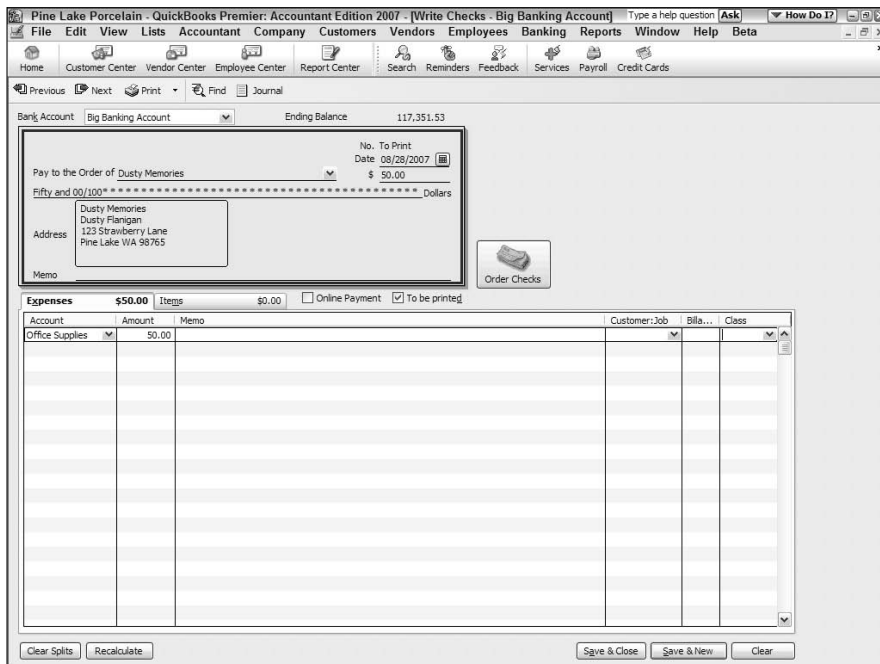 Pine Lake Porcelain - QuickBooks Premier: Accountant Edition 2007 - [Write Checks - Big Banking Account] Type a help question Ask How Do I?
File Edit View Lists Accountant Company Customers Vendors Employees Banking Reports Window Help Beta
Home Customer Center Vendor Center Employee Center Report Center Search Reminders Feedback Services Payroll Credit Cards
Previous Next Print Find Journal
Bank Account Big Banking Account Ending Balance 117,351.53
No. To Print
Date 08/28/2007
Pay to the Order of Dusty Memories $ 50.00
Fifty and 00/100* * * * * * * * * * * * * * * * * * * * * * * * * * * * * * * * * * * * * * * * * * * * * Dollars
Dusty Memories
Dusty Flanigan
Address 123 Strawberry Lane
Pine Lake WA 98765
Memo
Order Checks
Expenses $50.00 Items $0.00 Online Payment To be printed
Account Amount Memo Customer:Job Billa... Class
Office Supplies 50.00
Clear Splits Recalculate Save & Close Save & New Clear